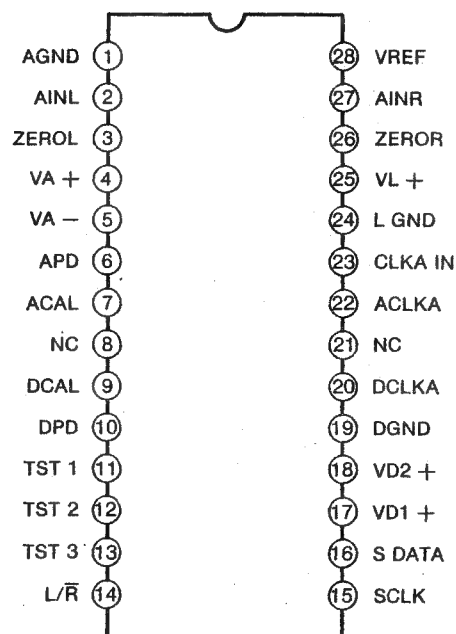 AGND 1 28 VREF
AINL 2 27 AINR
ZEROL 3 26 ZEROR
VA + 4 25 VL +
VA − 5 24 L GND
APD 6 23 CLKA IN
ACAL 7 22 ACLKA
NC 8 21 NC
DCAL 9 20 DCLKA
DPD 10 19 DGND
TST 1 11 18 VD2 +
TST 2 12 17 VD1 +
TST 3 13 16 S DATA
L/R̅ 14 15 SCLK